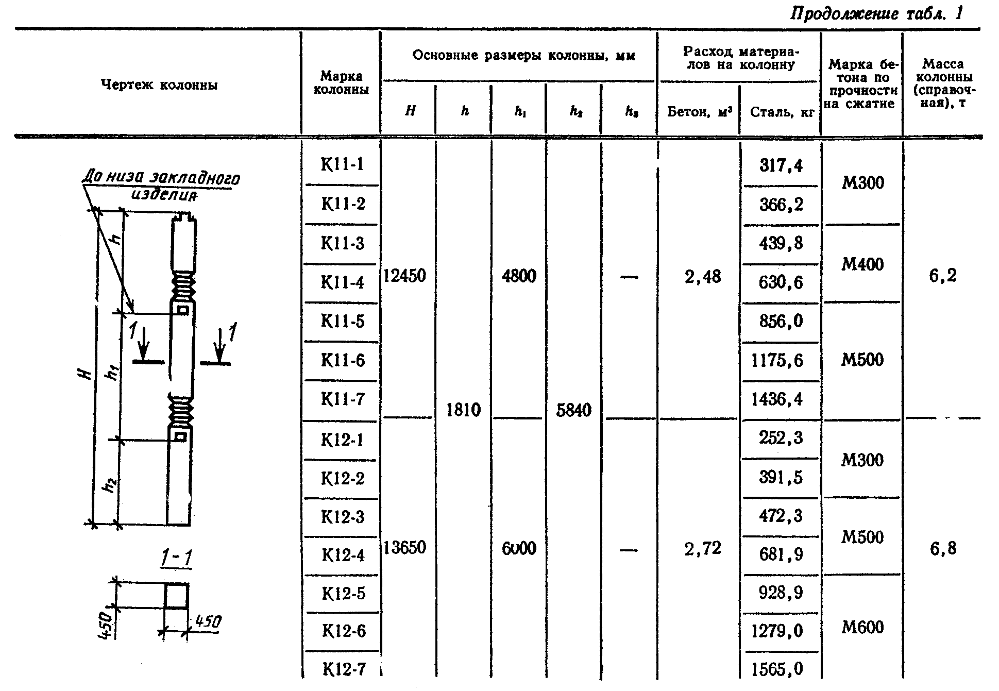 Продолжение табл. 1
Чертеж колонны
Марка
колонны
Основные размеры колонны, мм
H
h
h₁
h₂
h₃
Расход материа-
лов на колонну
Бетон, м³
Сталь, кг
Марка бе-
тона по
прочности
на сжатие
Масса
колонны
(справоч-
ная), т
До низа закладного
изделия
h
H
h₁
h₂
1
1
1-1
450
450
К11-1
317,4
М300
К11-2
366,2
К11-3
439,8
М400
12450
4800
—
2,48
6,2
К11-4
630,6
К11-5
856,0
К11-6
1175,6
М500
К11-7
1436,4
1810
5840
К12-1
252,3
М300
К12-2
391,5
К12-3
472,3
М500
13650
6000
—
2,72
6,8
К12-4
681,9
К12-5
928,9
К12-6
1279,0
М600
К12-7
1565,0